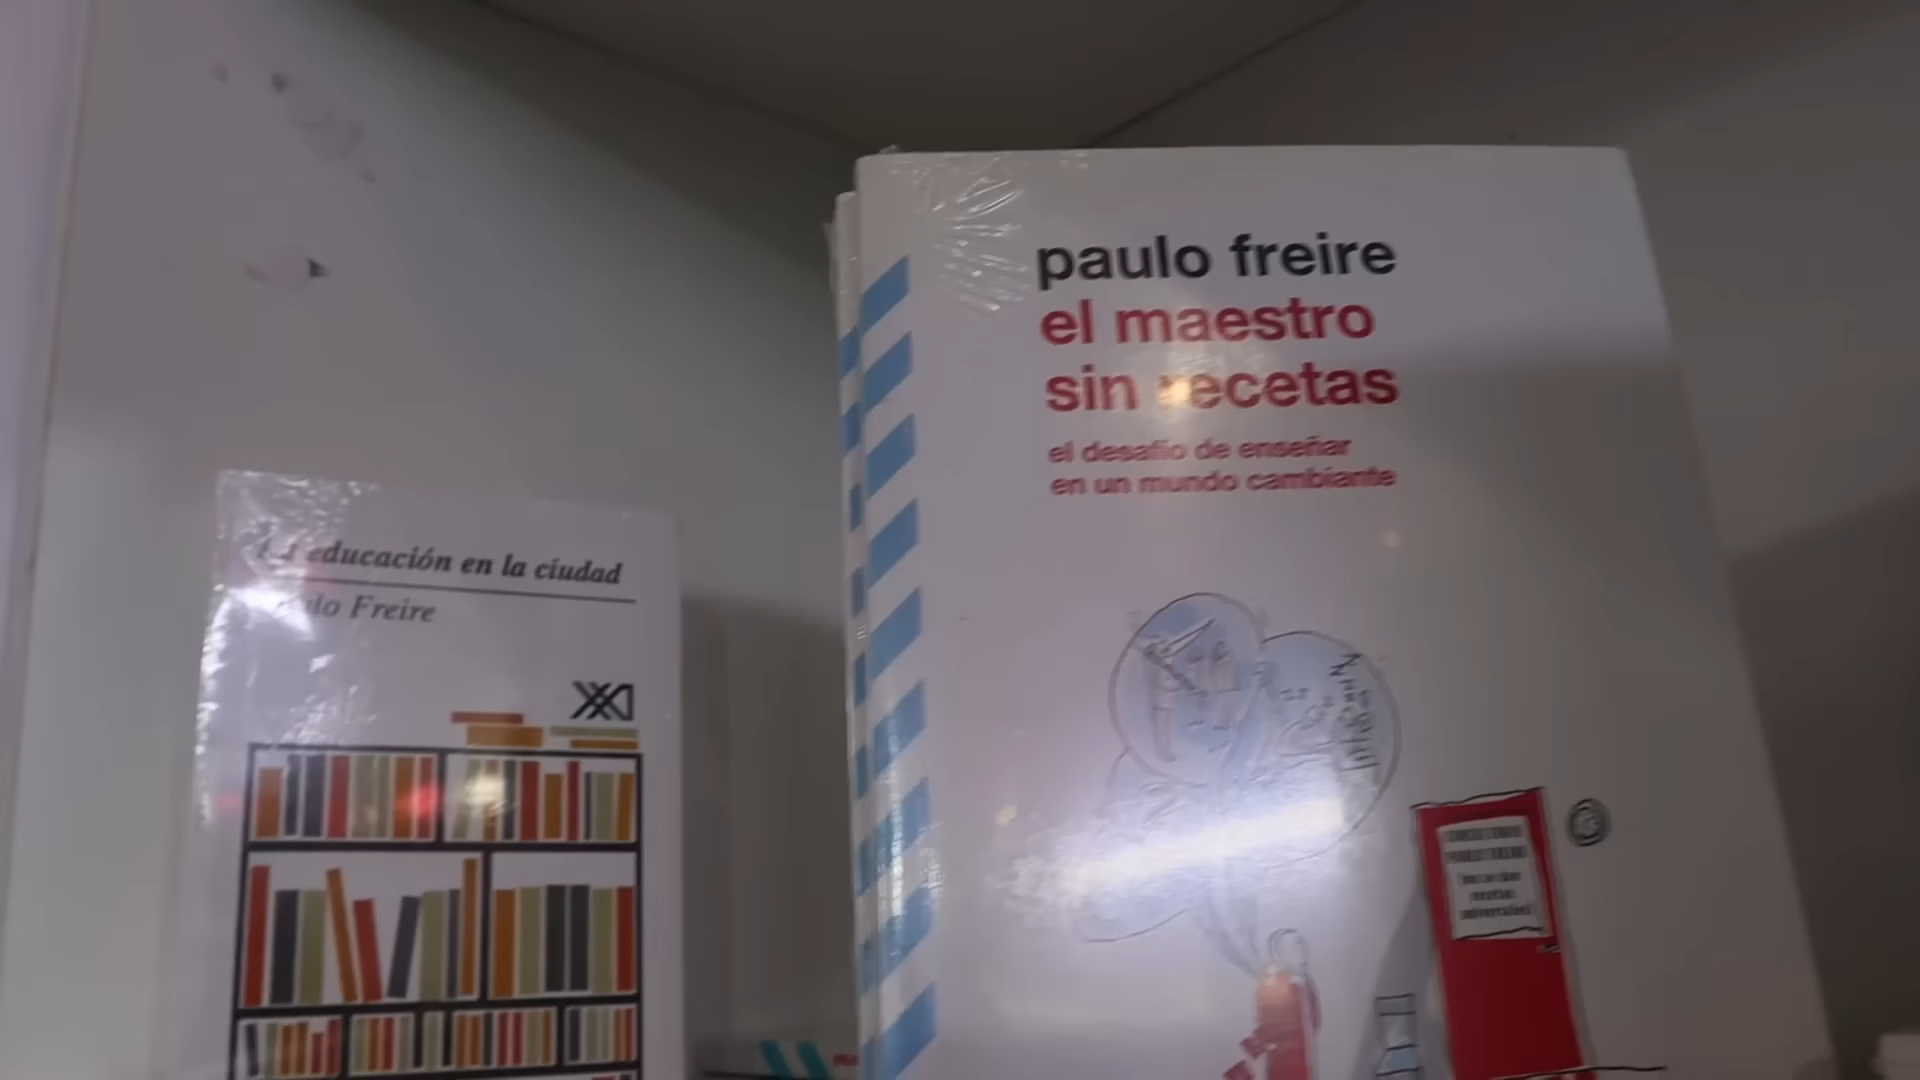 paulo freire
el maestro
sin recetas
el desafío de enseñar
en un mundo cambiante
educación en la ciudad
Freire